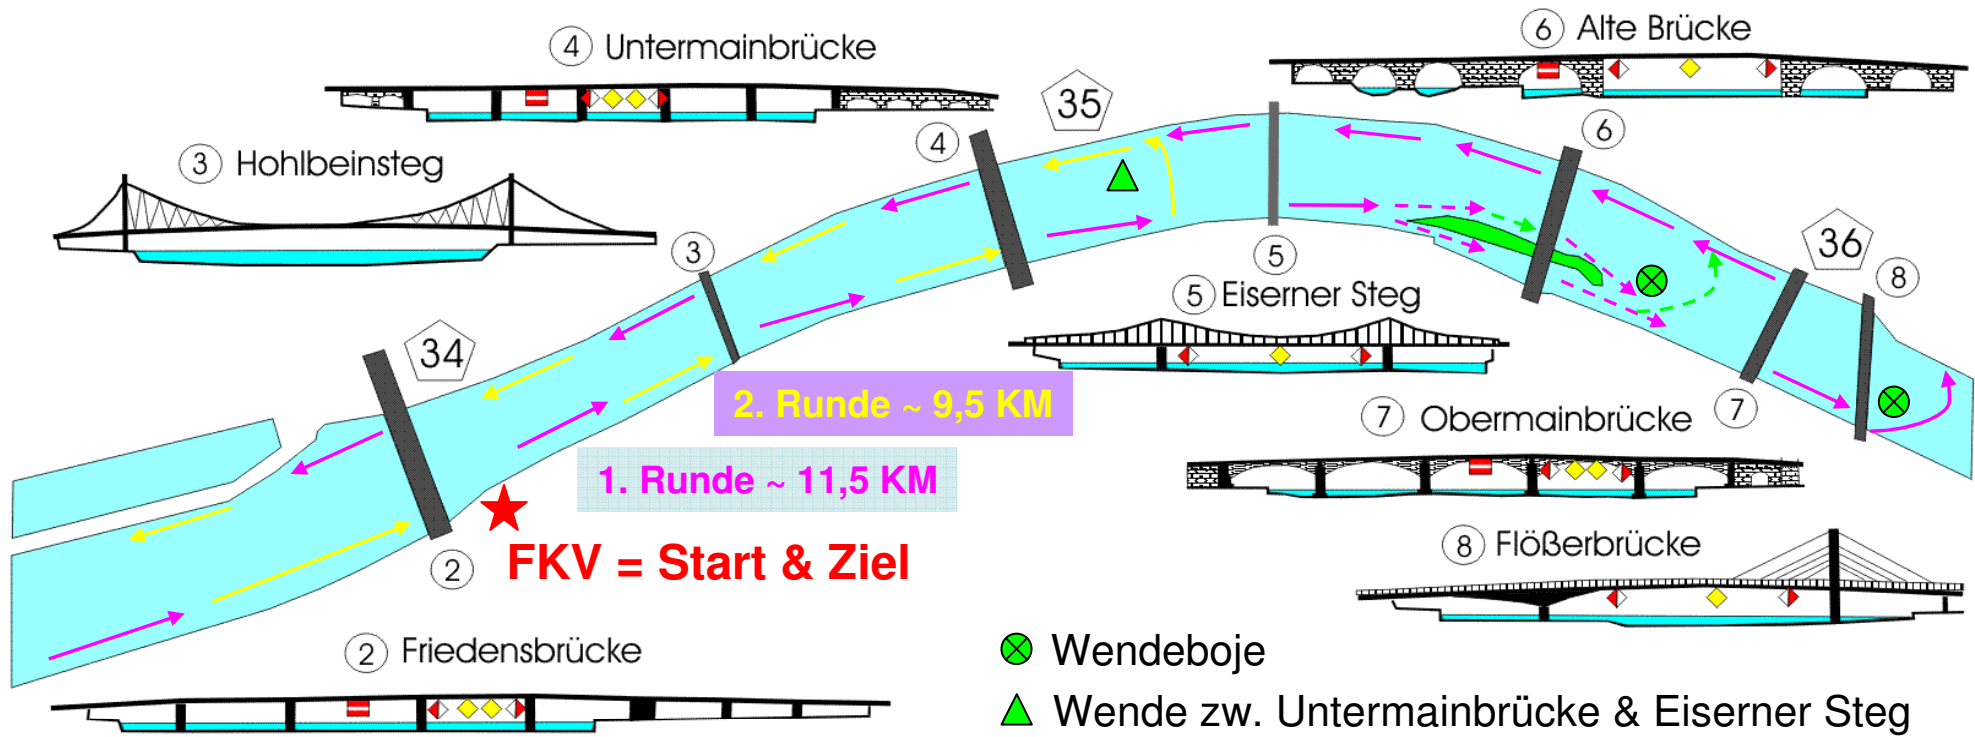 4 Untermainbrücke
6 Alte Brücke
35
3 Hohlbeinsteg
4
6
3
5
36
8
5 Eiserner Steg
34
2. Runde ~ 9,5 KM
7
7 Obermainbrücke
1. Runde ~ 11,5 KM
FKV = Start & Ziel
2
8 Flößerbrücke
2 Friedensbrücke
Wendeboje
Wende zw. Untermainbrücke & Eiserner Steg